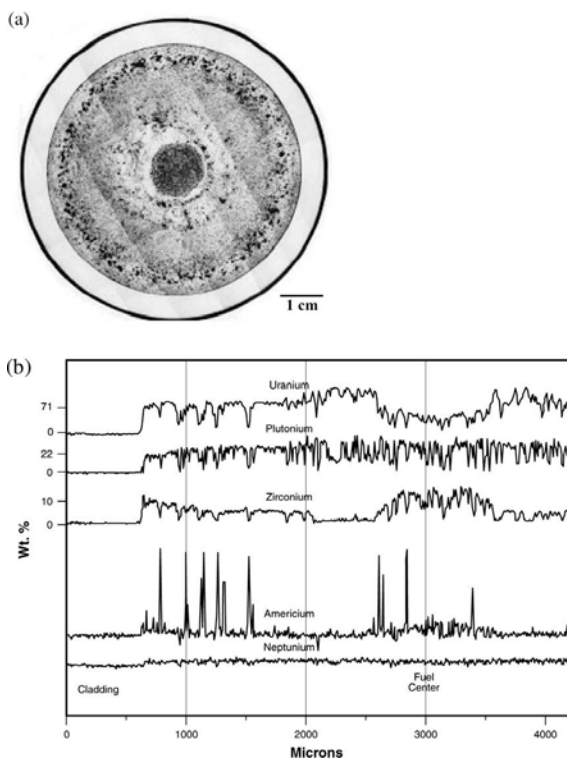 (a)
1 cm
(b)
Uranium
71
0
Plutonium
22
0
Zirconium
10
0
Wt. %
Americium
Neptunium
Cladding
Fuel
Center
0
1000
2000
3000
4000
Microns